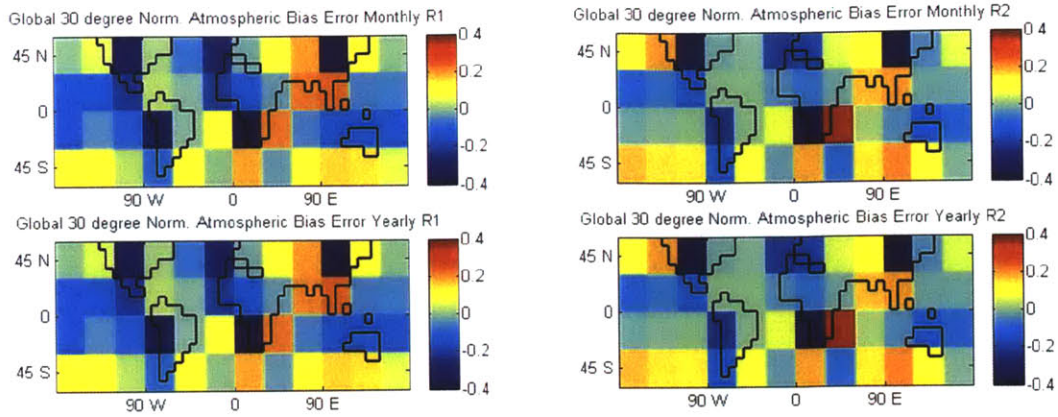 Global 30 degree Norm. Atmospheric Bias Error Monthly R1
45 N
0
45 S
90 W 0 90 E
0.4
0.2
0
-0.2
-0.4
Global 30 degree Norm. Atmospheric Bias Error Monthly R2
45 N
0
45 S
90 W 0 90 E
0.4
0.2
0
-0.2
-0.4
Global 30 degree Norm. Atmospheric Bias Error Yearly R1
45 N
0
45 S
90 W 0 90 E
0.4
0.2
0
-0.2
-0.4
Global 30 degree Norm. Atmospheric Bias Error Yearly R2
45 N
0
45 S
90 W 0 90 E
0.4
0.2
0
-0.2
-0.4